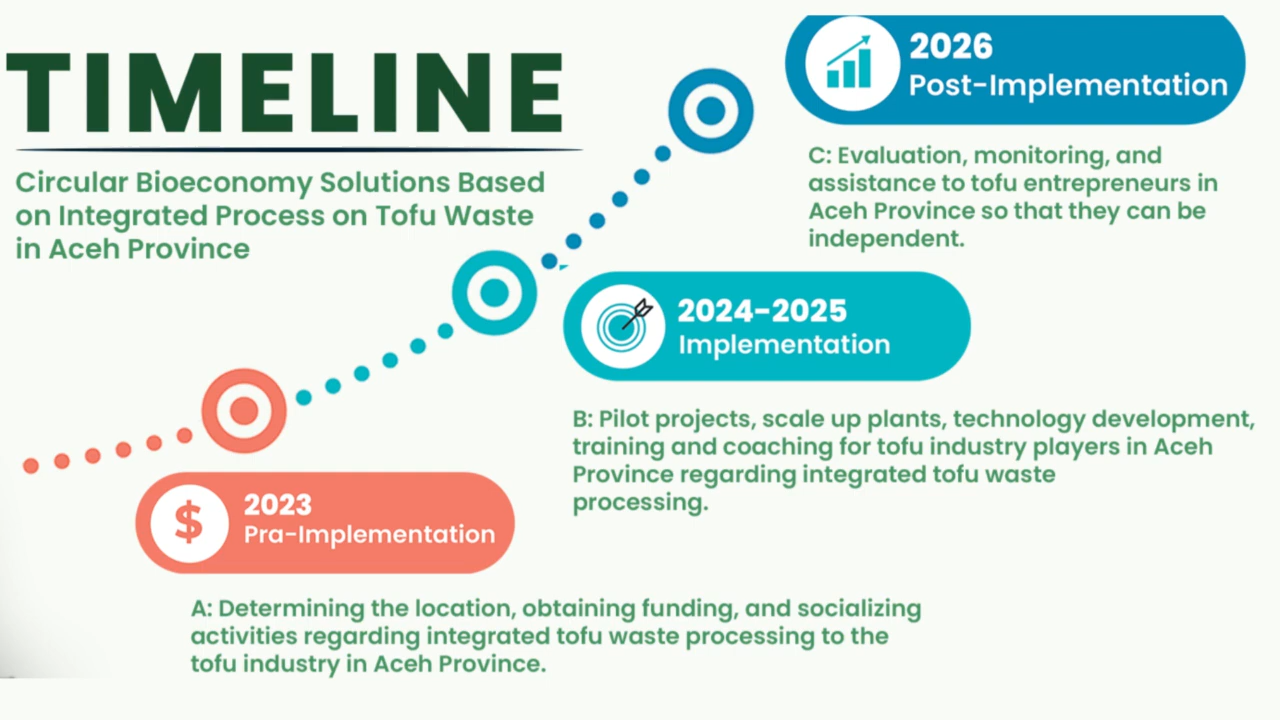 TIMELINE
Circular Bioeconomy Solutions Based
on Integrated Process on Tofu Waste
in Aceh Province
2026
Post-Implementation
C: Evaluation, monitoring, and
assistance to tofu entrepreneurs in
Aceh Province so that they can be
independent.
2024-2025
Implementation
B: Pilot projects, scale up plants, technology development,
training and coaching for tofu industry players in Aceh
Province regarding integrated tofu waste
processing.
$
2023
Pra-Implementation
A: Determining the location, obtaining funding, and socializing
activities regarding integrated tofu waste processing to the
tofu industry in Aceh Province.